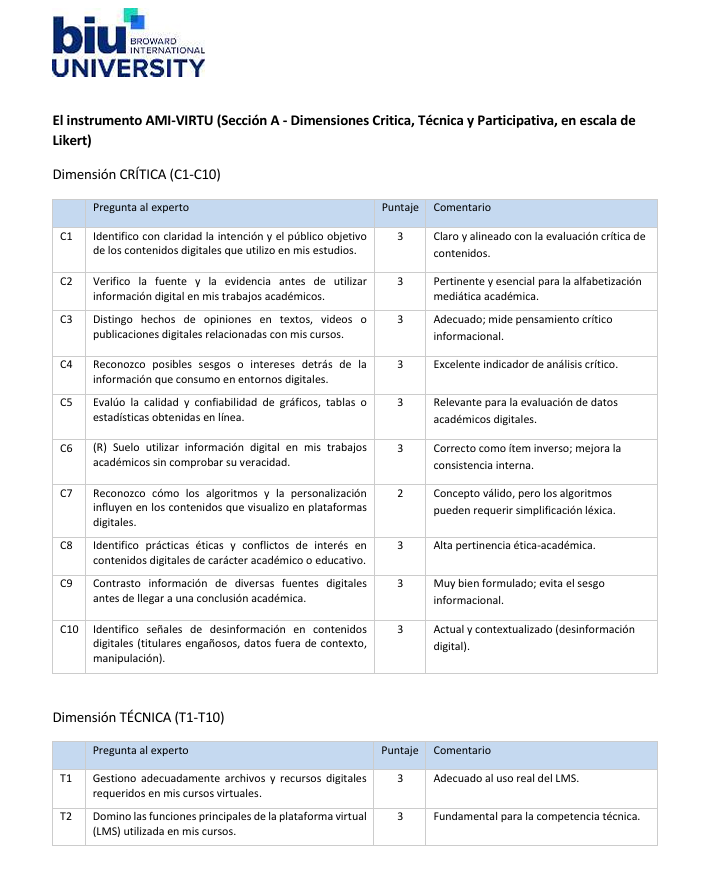 biu BROWARD
INTERNATIONAL
UNIVERSITY
El instrumento AMI-VIRTU (Sección A - Dimensiones Critica, Técnica y Participativa, en escala de
Likert)
Dimensión CRÍTICA (C1-C10)
Pregunta al experto Puntaje Comentario
C1 Identifico con claridad la intención y el público objetivo 3 Claro y alineado con la evaluación crítica de
de los contenidos digitales que utilizo en mis estudios. contenidos.
C2 Verifico la fuente y la evidencia antes de utilizar 3 Pertinente y esencial para la alfabetización
información digital en mis trabajos académicos. mediática académica.
C3 Distingo hechos de opiniones en textos, videos o 3 Adecuado; mide pensamiento crítico
publicaciones digitales relacionadas con mis cursos. informacional.
C4 Reconozco posibles sesgos o intereses detrás de la 3 Excelente indicador de análisis crítico.
información que consumo en entornos digitales.
C5 Evalúo la calidad y confiabilidad de gráficos, tablas o 3 Relevante para la evaluación de datos
estadísticas obtenidas en línea. académicos digitales.
C6 (R) Suelo utilizar información digital en mis trabajos 3 Correcto como ítem inverso; mejora la
académicos sin comprobar su veracidad. consistencia interna.
C7 Reconozco cómo los algoritmos y la personalización 2 Concepto válido, pero los algoritmos
influyen en los contenidos que visualizo en plataformas pueden requerir simplificación léxica.
digitales.
C8 Identifico prácticas éticas y conflictos de interés en 3 Alta pertinencia ética-académica.
contenidos digitales de carácter académico o educativo.
C9 Contrasto información de diversas fuentes digitales 3 Muy bien formulado; evita el sesgo
antes de llegar a una conclusión académica. informacional.
C10 Identifico señales de desinformación en contenidos 3 Actual y contextualizado (desinformación
digitales (titulares engañosos, datos fuera de contexto, digital).
manipulación).
Dimensión TÉCNICA (T1-T10)
Pregunta al experto Puntaje Comentario
T1 Gestiono adecuadamente archivos y recursos digitales 3 Adecuado al uso real del LMS.
requeridos en mis cursos virtuales.
T2 Domino las funciones principales de la plataforma virtual 3 Fundamental para la competencia técnica.
(LMS) utilizada en mis cursos.